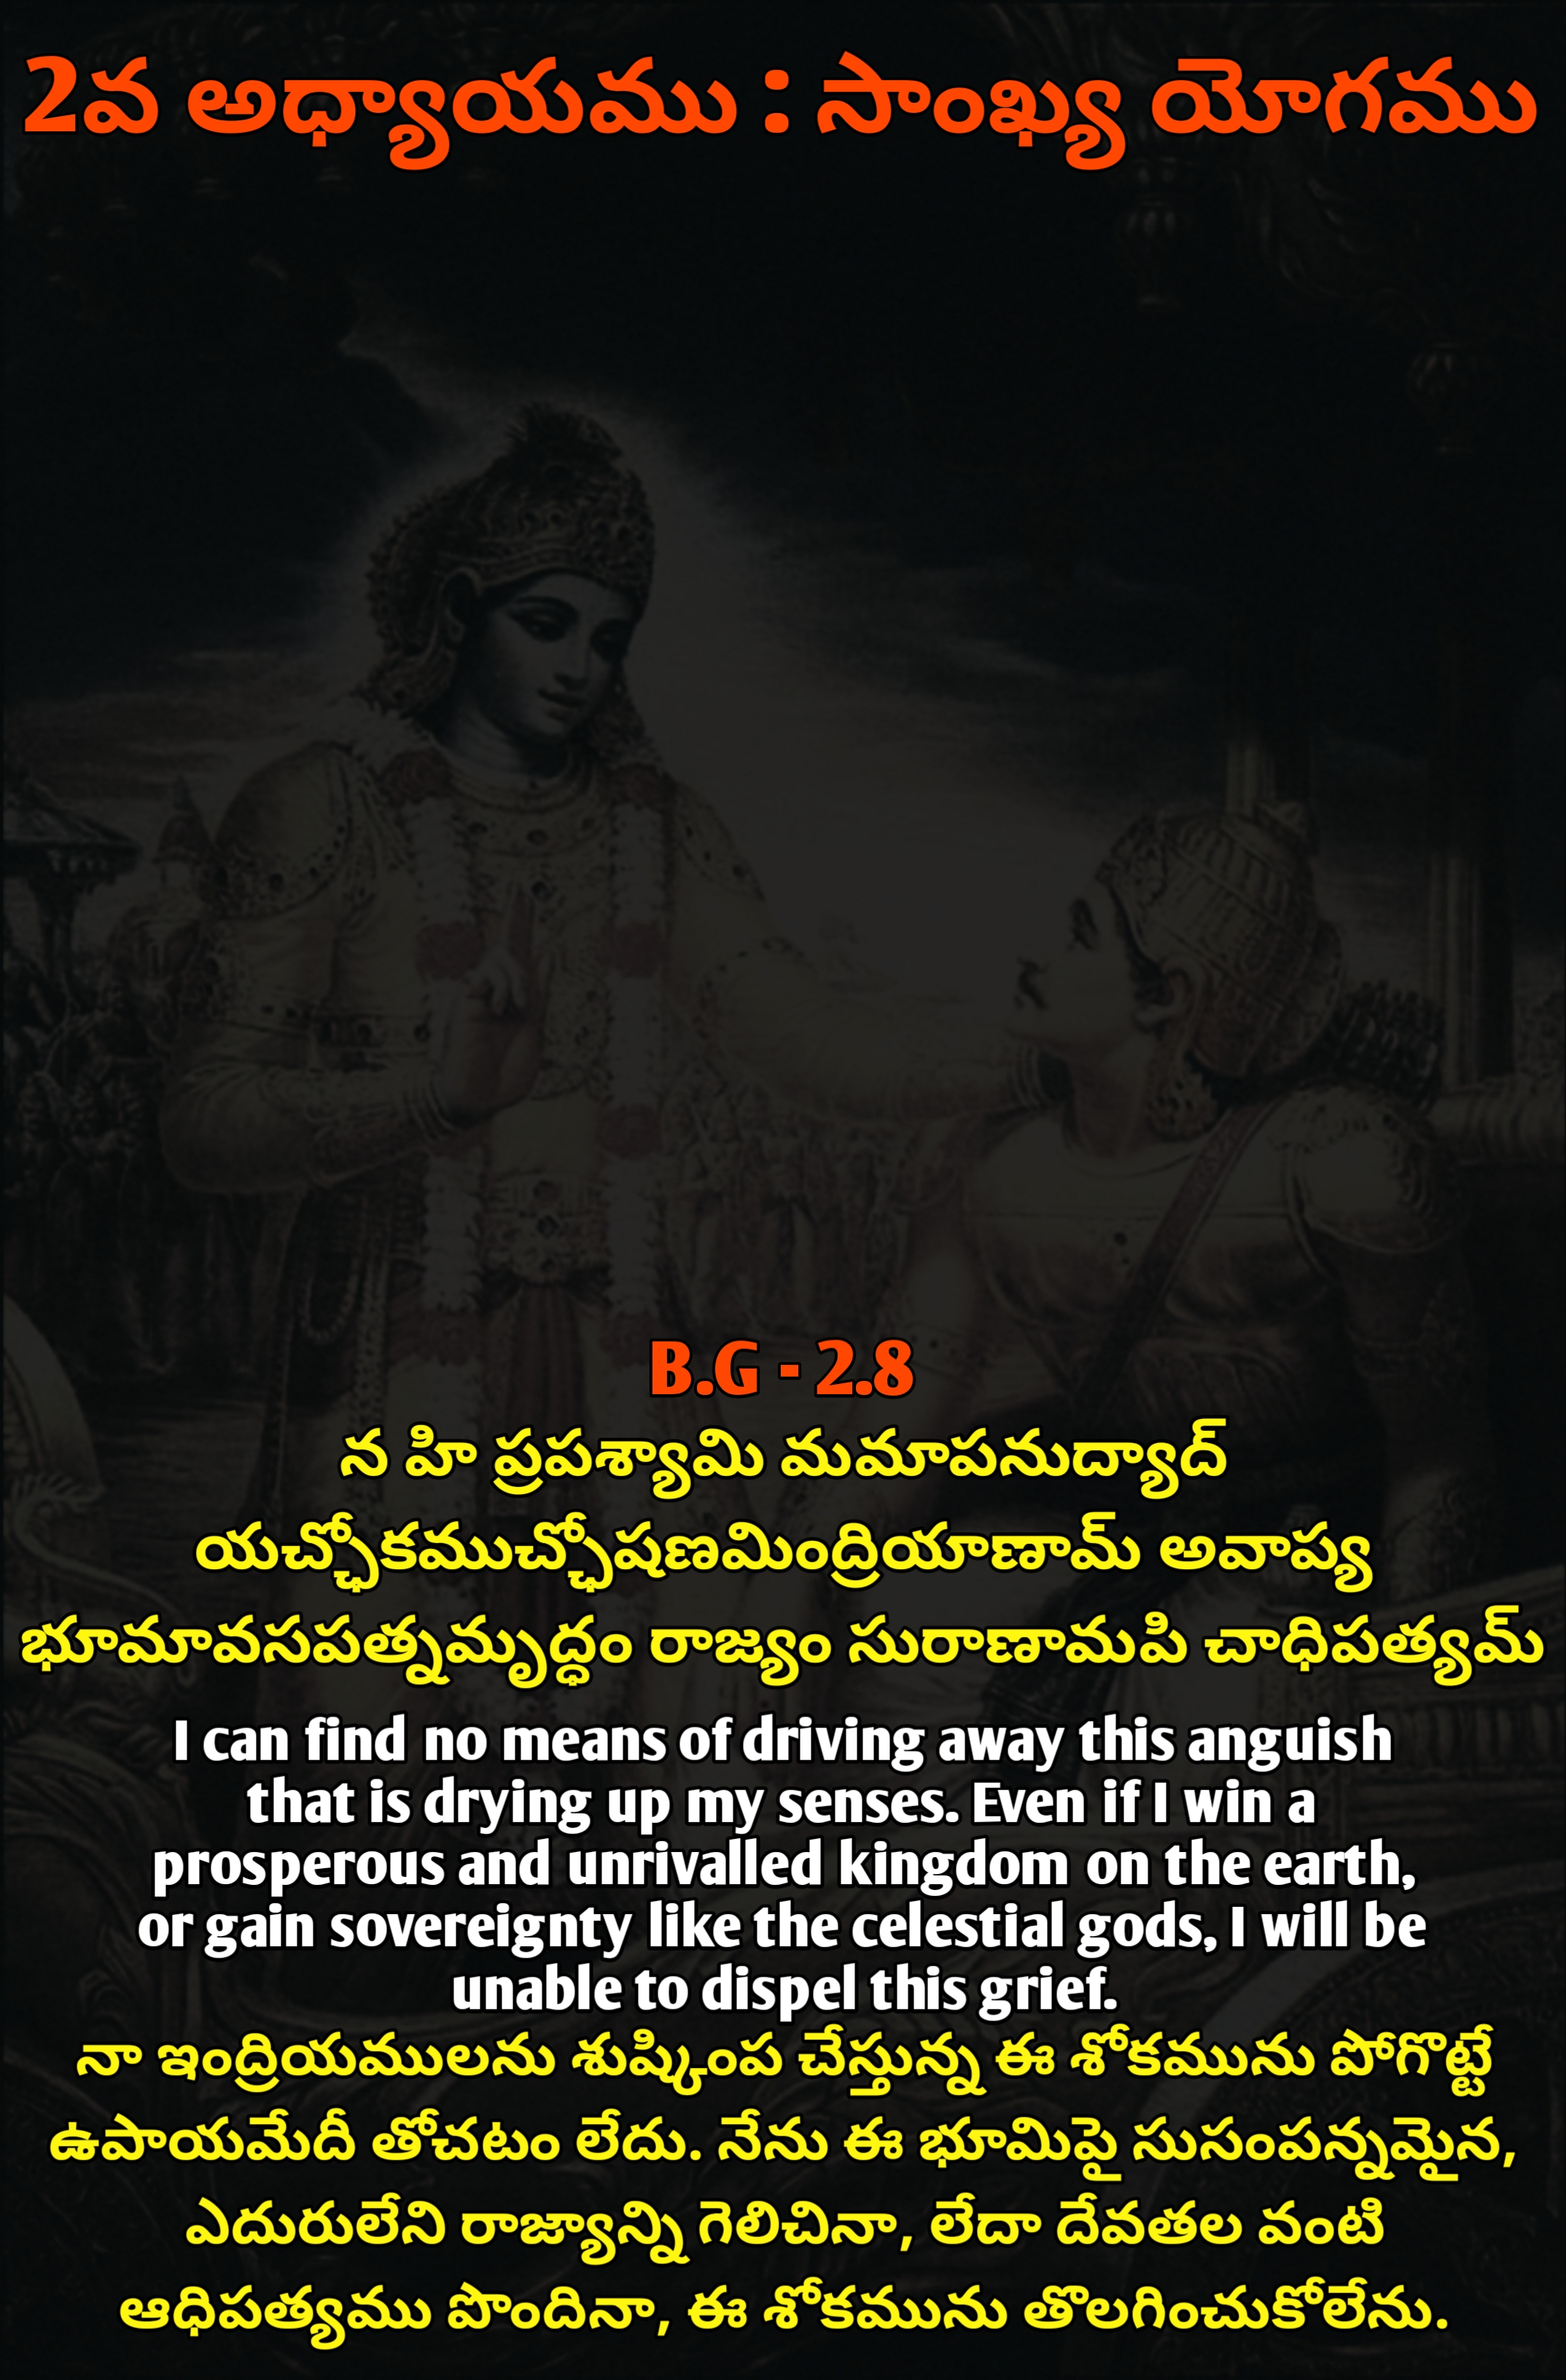 2వ అధ్యాయము : సాంఖ్య యోగము
B.G - 2.8
న హి ప్రపశ్యామి మమాపనుద్యాద్
యచ్ఛోకముచ్ఛోషణమింద్రియాణామ్ అవాప్య
భూమావసపత్నమృద్ధం రాజ్యం సురాణామపి చాధిపత్యమ్
I can find no means of driving away this anguish
that is drying up my senses. Even if I win a
prosperous and unrivalled kingdom on the earth,
or gain sovereignty like the celestial gods, I will be
unable to dispel this grief.
నా ఇంద్రియములను శుష్కింప చేస్తున్న ఈ శోకమును పోగొట్టే
ఉపాయమేదీ తోచటం లేదు. నేను ఈ భూమిపై సుసంపన్నమైన,
ఎదురులేని రాజ్యాన్ని గెలిచినా, లేదా దేవతల వంటి
ఆధిపత్యము పొందినా, ఈ శోకమును తొలగించుకోలేను.